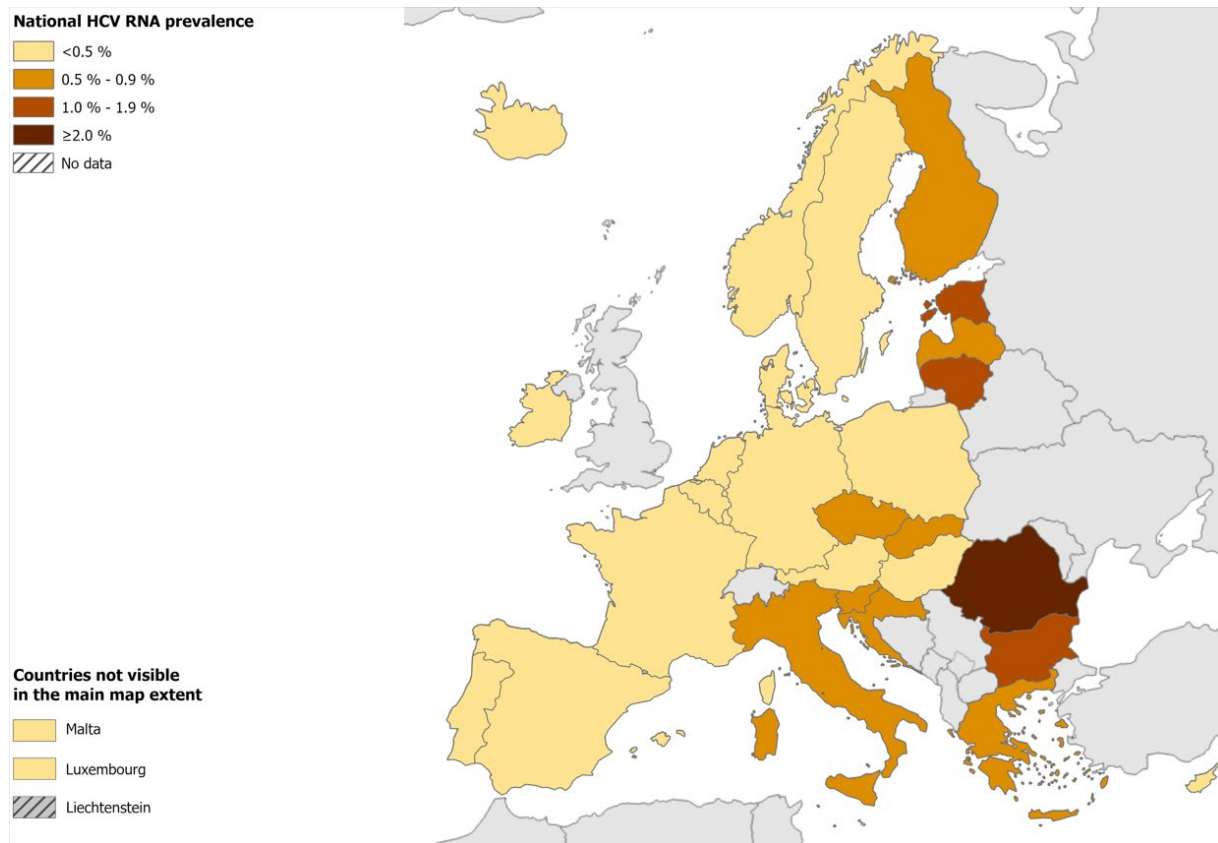 National HCV RNA prevalence
<0.5 %
0.5 % - 0.9 %
1.0 % - 1.9 %
≥2.0 %
No data
Countries not visible
in the main map extent
Malta
Luxembourg
Liechtenstein